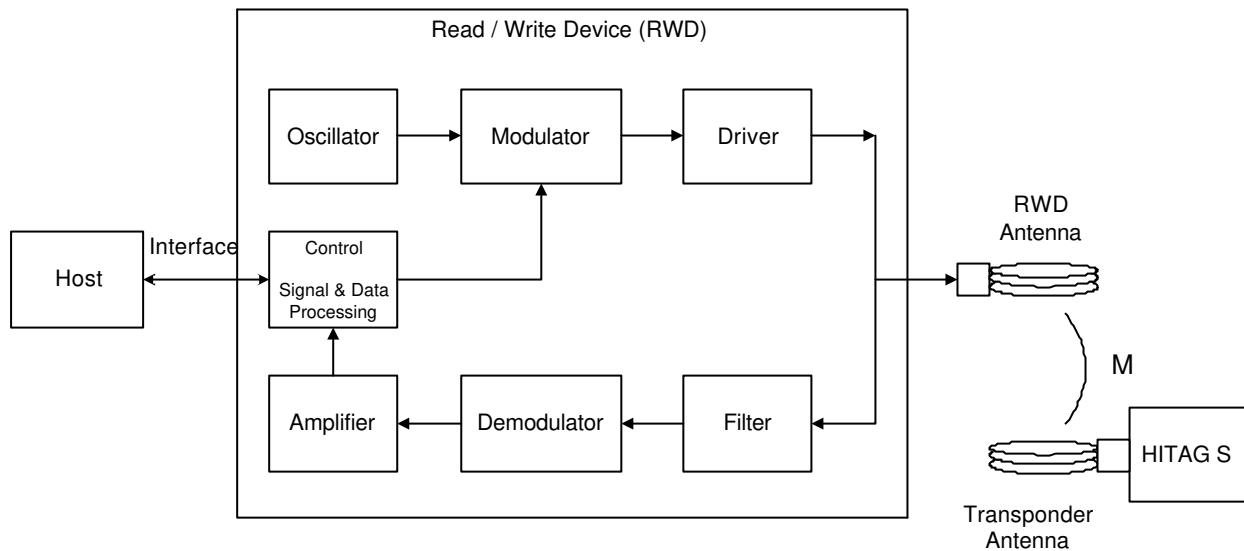 Read / Write Device (RWD)
Oscillator
Modulator
Driver
RWD
Antenna
Interface
Host
Control
Signal & Data
Processing
M
Amplifier
Demodulator
Filter
HITAG S
Transponder
Antenna